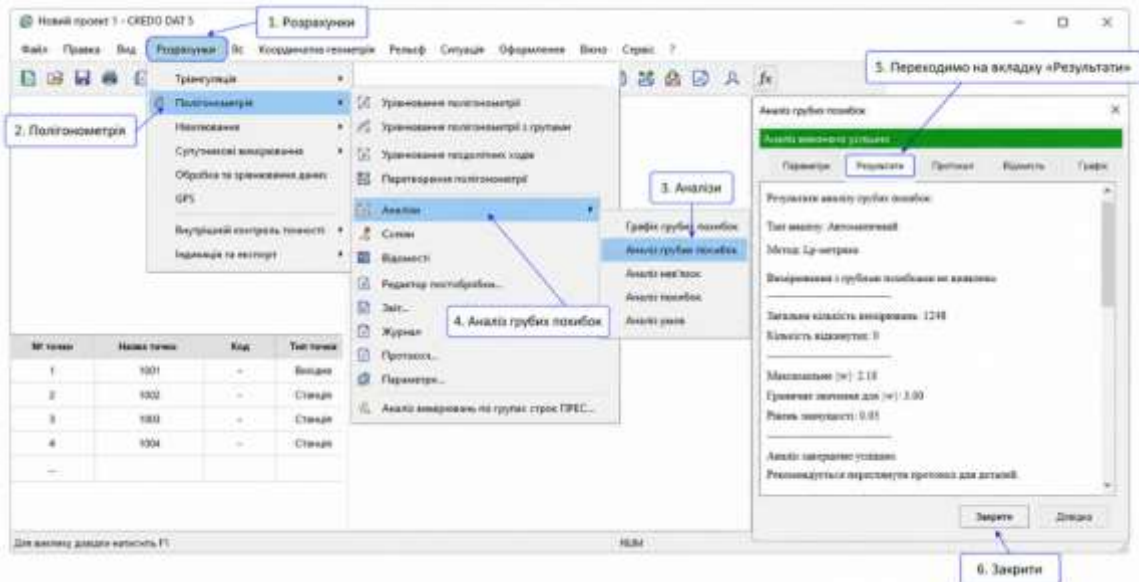 Новый проект 1 - CREDO DAT 5
1. Розрахунки
Файл Правка Вид Розрахунки Координатна геометрія Рельєф Ситуація Оформлення Вікно Сервіс ?
5. Переходимо на вкладку «Результати»
Тріангуляція
Полігонометрія
Нівелювання
Супутникові вимірювання
Обробка та зрівнювання даних
GPS
Внутрішній контроль точності
Індикація та експорт
2. Полігонометрія
Урівнювання полігонометрії
Урівнювання полігонометрії з групами
Урівнювання теодолітних ходів
Перетворення полігонометрії
Аналізи
Схеми
Відомості
Редактор постобробки...
Звіт...
Журнал
Протокол...
Параметри...
Аналіз вимірювань по групах строк ПРЕС...
3. Аналізи
Графік грубих похибок
Аналіз грубих похибок
Аналіз нев'язок
Аналіз похибок
Аналіз умов
4. Аналіз грубих похибок
Аналіз грубих похибок
Аналіз виконано успішно
Параметри Результати Протокол Відомість Графік
Результати аналізу грубих похибок
Тип аналізу: Автоматичний
Метод: Lp-метрика
Вимірювання з грубими похибками не виявлено
Загальна кількість вимірювань: 1248
Кількість відкинутих: 0
Максимальне |w|: 2.18
Граничне значення для |w|: 3.00
Рівень значущості: 0.05
Аналіз завершено успішно
Рекомендується переглянути протокол для деталей.
Закрити Довідка
6. Закрити
№ точки Назва точки Код Тип точки
1 1001 – Вихідна
2 1002 – Станція
3 1003 – Станція
4 1004 – Станція
...
Для виклику довідки натисніть F1
NUM